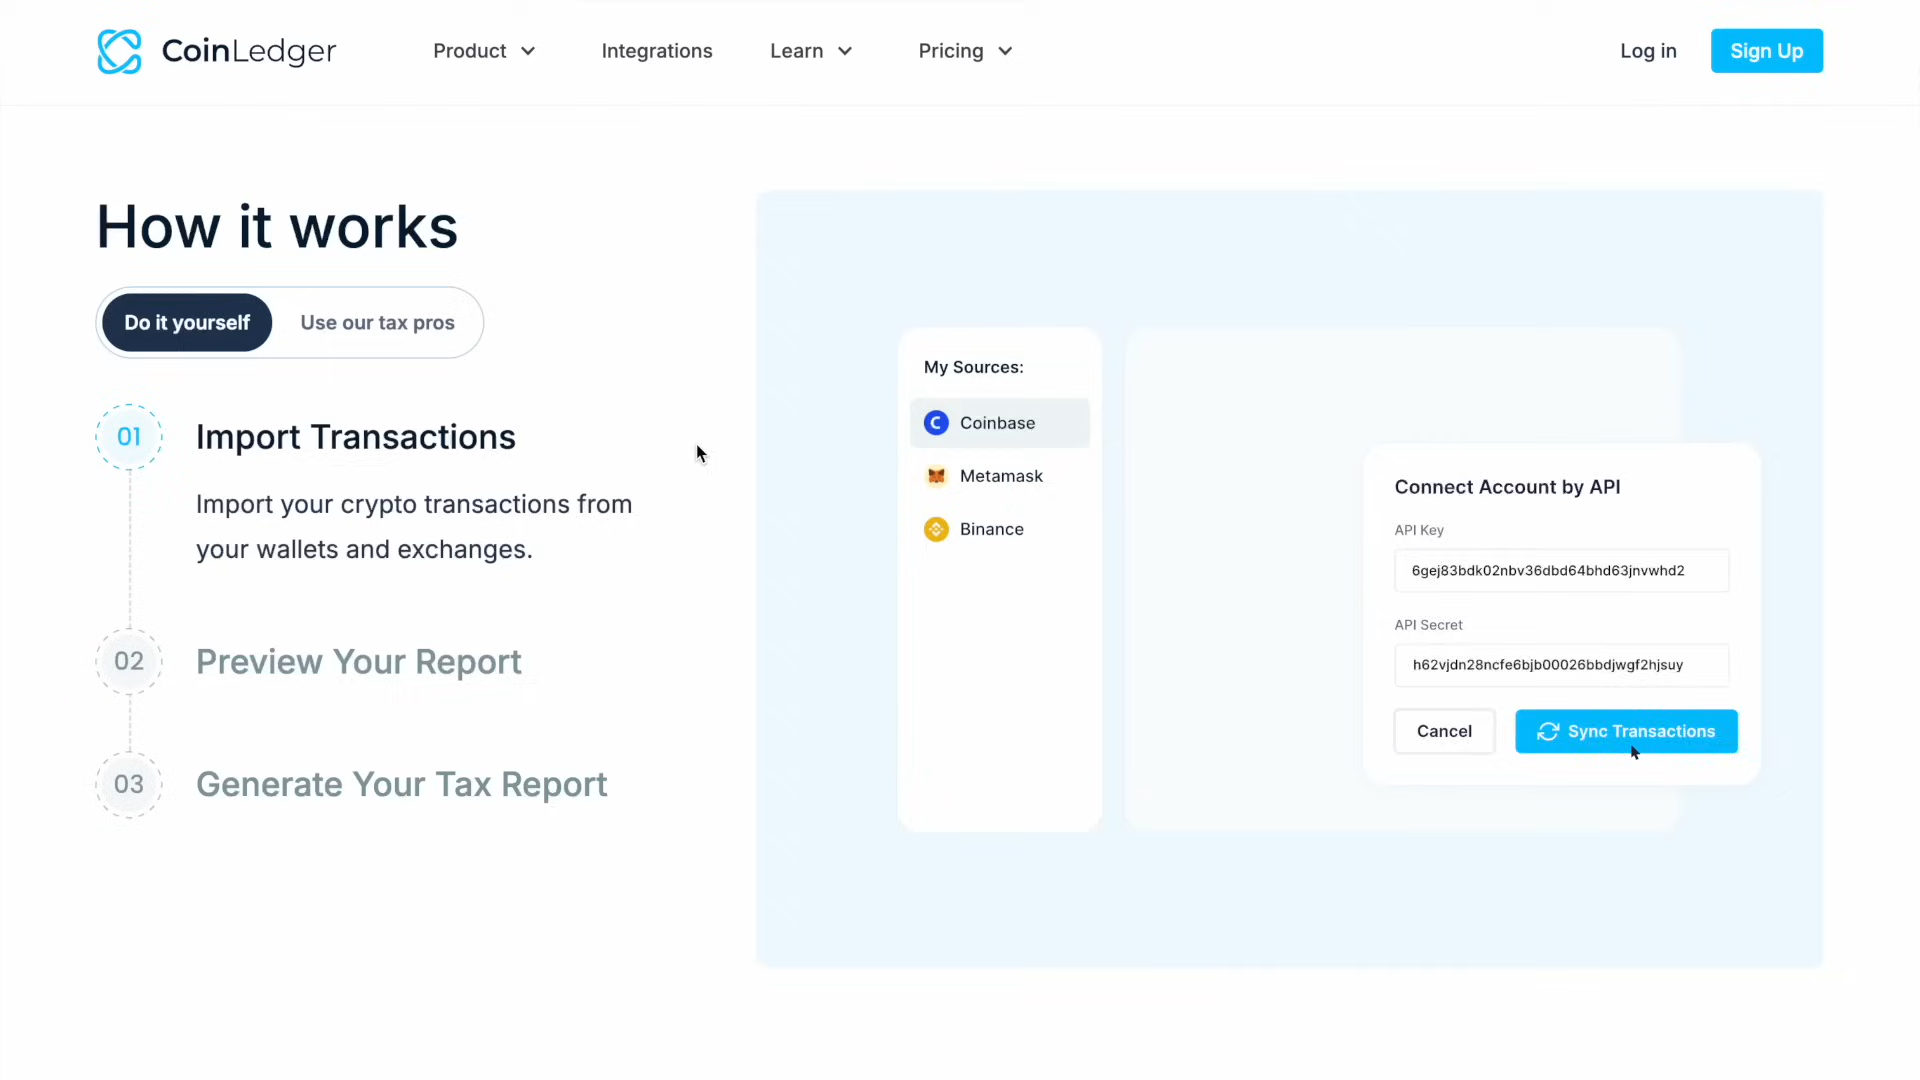 CoinLedger
Product
Integrations
Learn
Pricing
Log in
Sign Up
How it works
Do it yourself
Use our tax pros
01
Import Transactions
Import your crypto transactions from
your wallets and exchanges.
02
Preview Your Report
03
Generate Your Tax Report
My Sources:
Coinbase
Metamask
Binance
Connect Account by API
API Key
6gej83bdk02nbv36dbd64bhd63jnvwhd2
API Secret
h62vjdn28ncfe6bjb00026bbdjwgf2hjsuy
Cancel
Sync Transactions